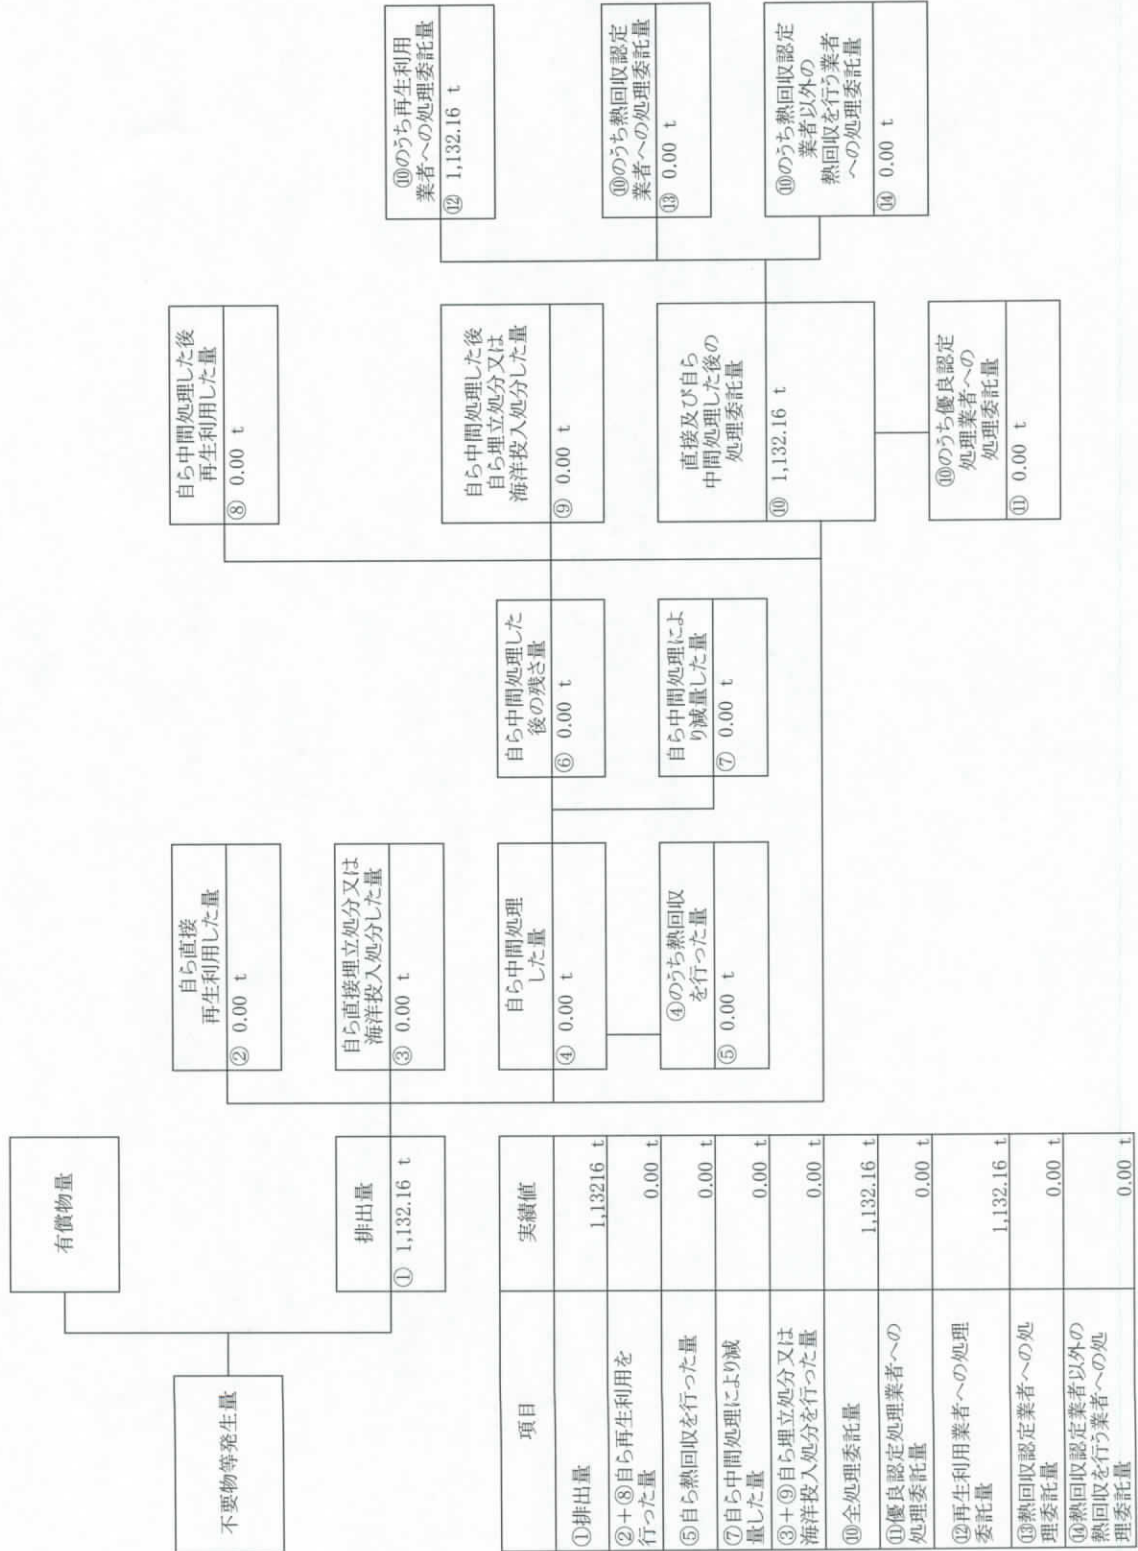 不要物等発生量
有償物量
排出量
① 1,132.16 t
自ら直接
再生利用した量
② 0.00 t
自ら直接埋立処分又は
海洋投入処分した量
③ 0.00 t
自ら中間処理
した量
④ 0.00 t
④のうち熱回収
を行った量
⑤ 0.00 t
自ら中間処理した
後の残さ量
⑥ 0.00 t
自ら中間処理によ
り減量した量
⑦ 0.00 t
自ら中間処理した後
再生利用した量
⑧ 0.00 t
自ら中間処理した後
自ら埋立処分又は
海洋投入処分した量
⑨ 0.00 t
直接及び自ら
中間処理した後の
処理委託量
⑩ 1,132.16 t
⑩のうち優良認定
処理業者への
処理委託量
⑪ 0.00 t
⑩のうち再生利用
業者への処理委託量
⑫ 1,132.16 t
⑩のうち熱回収認定
業者への処理委託量
⑬ 0.00 t
⑩のうち熱回収認定
業者以外の
熱回収を行う業者
への処理委託量
⑭ 0.00 t
項目 実績値
①排出量 1,13216 t
②+⑧自ら再生利用を
行った量 0.00 t
⑤自ら熱回収を行った量 0.00 t
⑦自ら中間処理により減
量した量 0.00 t
③+⑨自ら埋立処分又は
海洋投入処分を行った量 0.00 t
⑩全処理委託量 1,132.16 t
⑪優良認定処理業者への
処理委託量 0.00 t
⑫再生利用業者への処理
委託量 1,132.16 t
⑬熱回収認定業者への処
理委託量 0.00 t
⑭熱回収認定業者以外の
熱回収を行う業者への処
理委託量 0.00 t